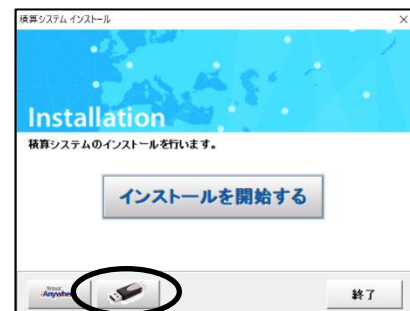 積算システム インストール
Installation
積算システムのインストールを行います。
インストールを開始する
終了